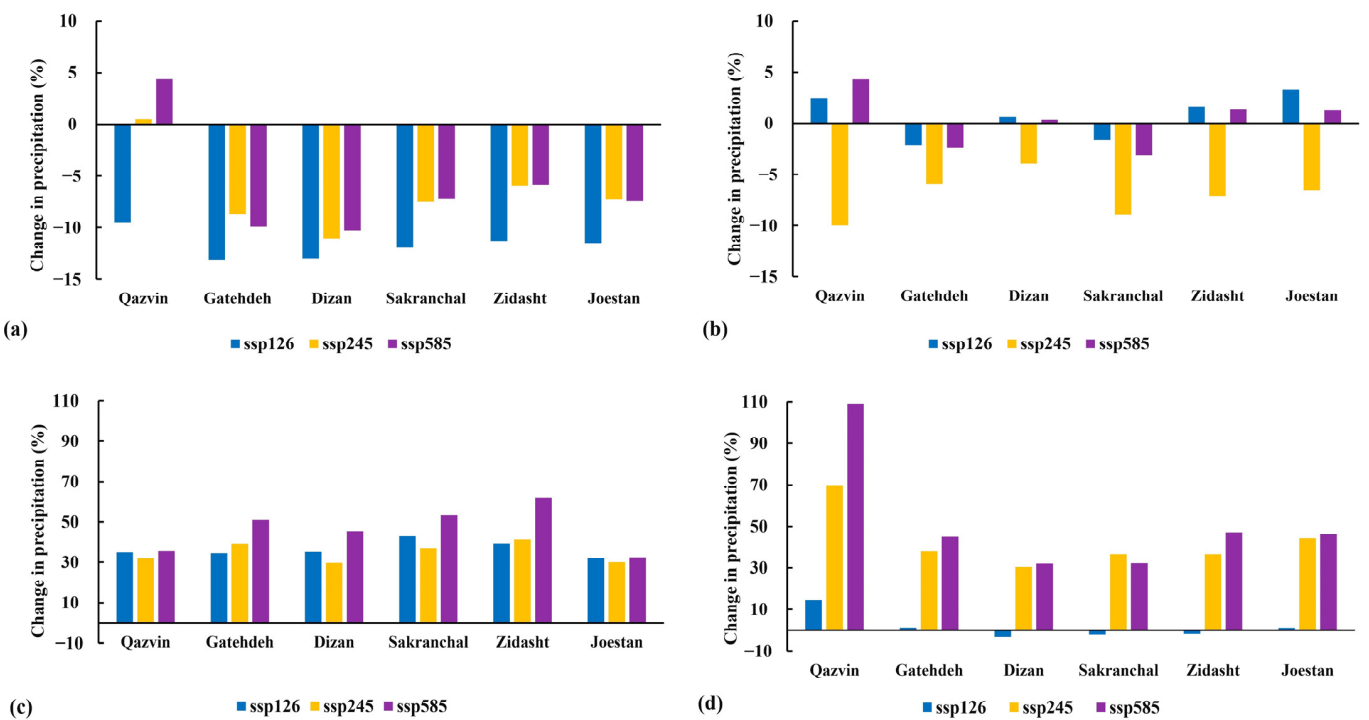 10
5
0
−5
−10
−15
Change in precipitation (%)
Qazvin Gatehdeh Dizan Sakranchal Zidasht Joestan
(a)
ssp126 ssp245 ssp585
10
5
0
−5
−10
−15
Change in precipitation (%)
Qazvin Gatehdeh Dizan Sakranchal Zidasht Joestan
(b)
ssp126 ssp245 ssp585
110
90
70
50
30
10
−10
Change in precipitation (%)
Qazvin Gatehdeh Dizan Sakranchal Zidasht Joestan
(c)
ssp126 ssp245 ssp585
110
90
70
50
30
10
−10
Change in precipitation (%)
Qazvin Gatehdeh Dizan Sakranchal Zidasht Joestan
(d)
ssp126 ssp245 ssp585